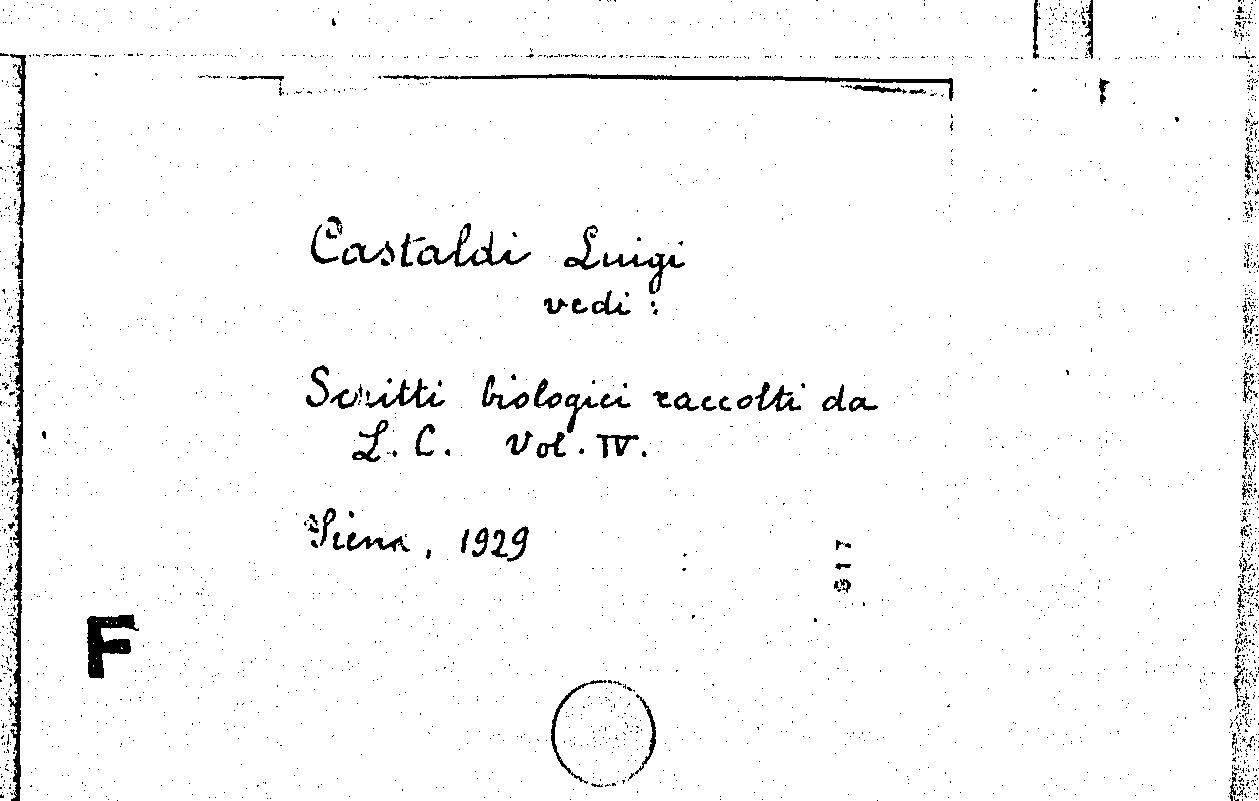 Castaldi Luigi
vedi :
Scritti biologici raccolti da
L. C. Vol. IV.
Siena, 1929
F